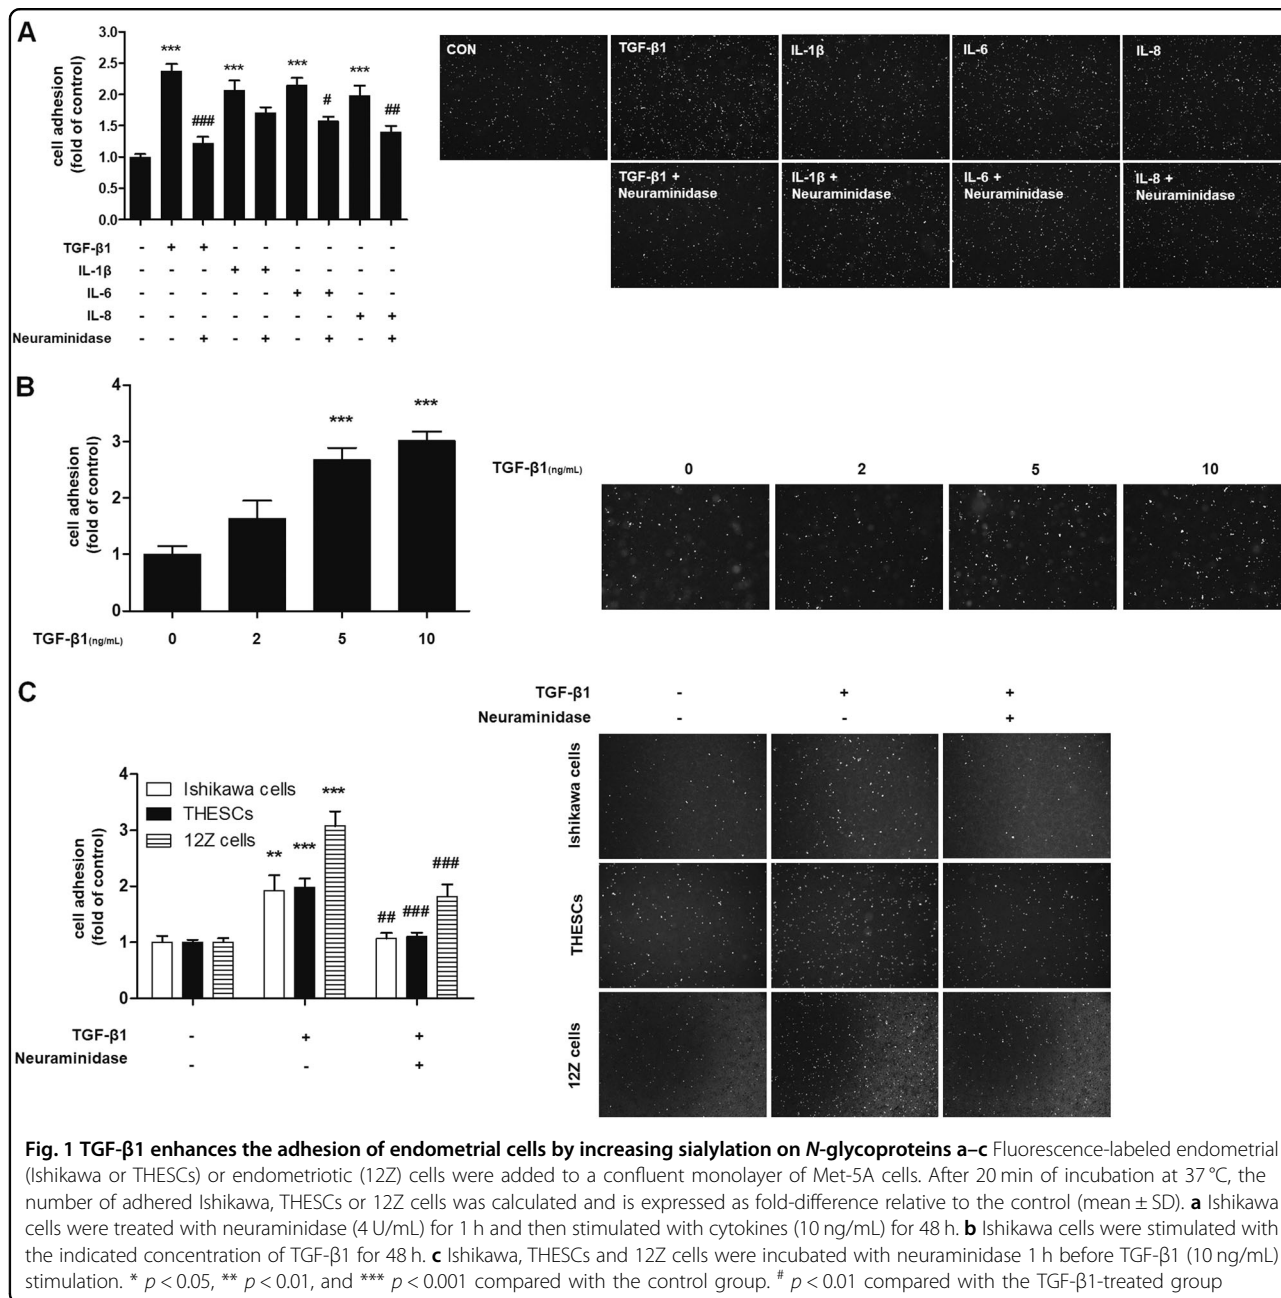 A
3.0
2.5
2.0
1.5
1.0
0.5
0.0
cell adhesion
(fold of control)
*** ### *** *** # *** ##
TGF-β1 - + + - - - - - -
IL-1β - - - + + - - - -
IL-6 - - - - - + + - -
IL-8 - - - - - - - + +
Neuraminidase - - + - + - + - +
CON TGF-β1 IL-1β IL-6 IL-8
TGF-β1 + IL-1β + IL-6 + IL-8 +
Neuraminidase Neuraminidase Neuraminidase Neuraminidase
B
4
3
2
1
0
cell adhesion
(fold of control)
*** ***
TGF-β1(ng/mL) 0 2 5 10
TGF-β1(ng/mL) 0 2 5 10
C
4
3
2
1
0
cell adhesion
(fold of control)
Ishikawa cells
THESCs
12Z cells
** *** *** ## ### ###
TGF-β1 - + +
Neuraminidase - - +
TGF-β1 - + +
Neuraminidase - - +
Ishikawa cells
THESCs
12Z cells
Fig. 1 TGF-β1 enhances the adhesion of endometrial cells by increasing sialylation on N-glycoproteins a–c Fluorescence-labeled endometrial
(Ishikawa or THESCs) or endometriotic (12Z) cells were added to a confluent monolayer of Met-5A cells. After 20 min of incubation at 37 °C, the
number of adhered Ishikawa, THESCs or 12Z cells was calculated and is expressed as fold-difference relative to the control (mean ± SD). a Ishikawa
cells were treated with neuraminidase (4 U/mL) for 1 h and then stimulated with cytokines (10 ng/mL) for 48 h. b Ishikawa cells were stimulated with
the indicated concentration of TGF-β1 for 48 h. c Ishikawa, THESCs and 12Z cells were incubated with neuraminidase 1 h before TGF-β1 (10 ng/mL)
stimulation. * p < 0.05, ** p < 0.01, and *** p < 0.001 compared with the control group. # p < 0.01 compared with the TGF-β1-treated group